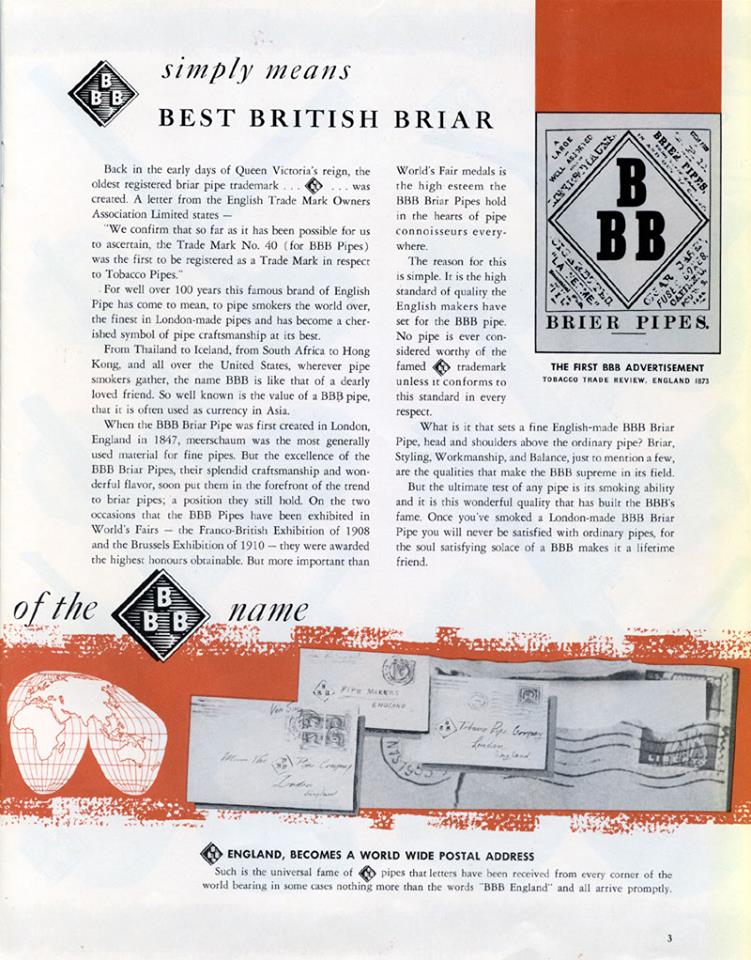 B
B B
simply means
BEST BRITISH BRIAR
Back in the early days of Queen Victoria's reign, the
oldest registered briar pipe trademark . . . . . . was
created. A letter from the English Trade Mark Owners
Association Limited states —
"We confirm that so far as it has been possible for us
to ascertain, the Trade Mark No. 40 (for BBB Pipes)
was the first to be registered as a Trade Mark in respect
to Tobacco Pipes."
For well over 100 years this famous brand of English
Pipe has come to mean, to pipe smokers the world over,
the finest in London-made pipes and has become a cher-
ished symbol of pipe craftsmanship at its best.
From Thailand to Iceland, from South Africa to Hong
Kong, and all over the United States, wherever pipe
smokers gather, the name BBB is like that of a dearly
loved friend. So well known is the value of a BBB pipe,
that it is often used as currency in Asia.
When the BBB Briar Pipe was first created in London,
England in 1847, meerschaum was the most generally
used material for fine pipes. But the excellence of the
BBB Briar Pipes, their splendid craftsmanship and won-
derful flavor, soon put them in the forefront of the trend
to briar pipes; a position they still hold. On the two
occasions that the BBB Pipes have been exhibited in
World's Fairs — the Franco-British Exhibition of 1908
and the Brussels Exhibition of 1910 — they were awarded
the highest honours obtainable. But more important than
World's Fair medals is
the high esteem the
BBB Briar Pipes hold
in the hearts of pipe
connoisseurs every-
where.
The reason for this
is simple. It is the high
standard of quality the
English makers have
set for the BBB pipe.
No pipe is ever con-
sidered worthy of the
famed trademark
unless it conforms to
this standard in every
respect.
What is it that sets a fine English-made BBB Briar
Pipe, head and shoulders above the ordinary pipe? Briar,
Styling, Workmanship, and Balance, just to mention a few,
are the qualities that make the BBB supreme in its field.
But the ultimate test of any pipe is its smoking ability
and it is this wonderful quality that has built the BBB's
fame. Once you've smoked a London-made BBB Briar
Pipe you will never be satisfied with ordinary pipes, for
the soul satisfying solace of a BBB makes it a lifetime
friend.
A
LARGE
WELL ASSORTED
BRIER PIPES.
B
BB
BRIER PIPES.
THE FIRST BBB ADVERTISEMENT
TOBACCO TRADE REVIEW, ENGLAND 1873
of the
B
B B
name
PIPE MAKERS
ENGLAND
Tobacco Pipe Company
London,
England
Pipe Company
London
England
ENGLAND, BECOMES A WORLD WIDE POSTAL ADDRESS
Such is the universal fame of pipes that letters have been received from every corner of the
world bearing in some cases nothing more than the words "BBB England" and all arrive promptly.
3